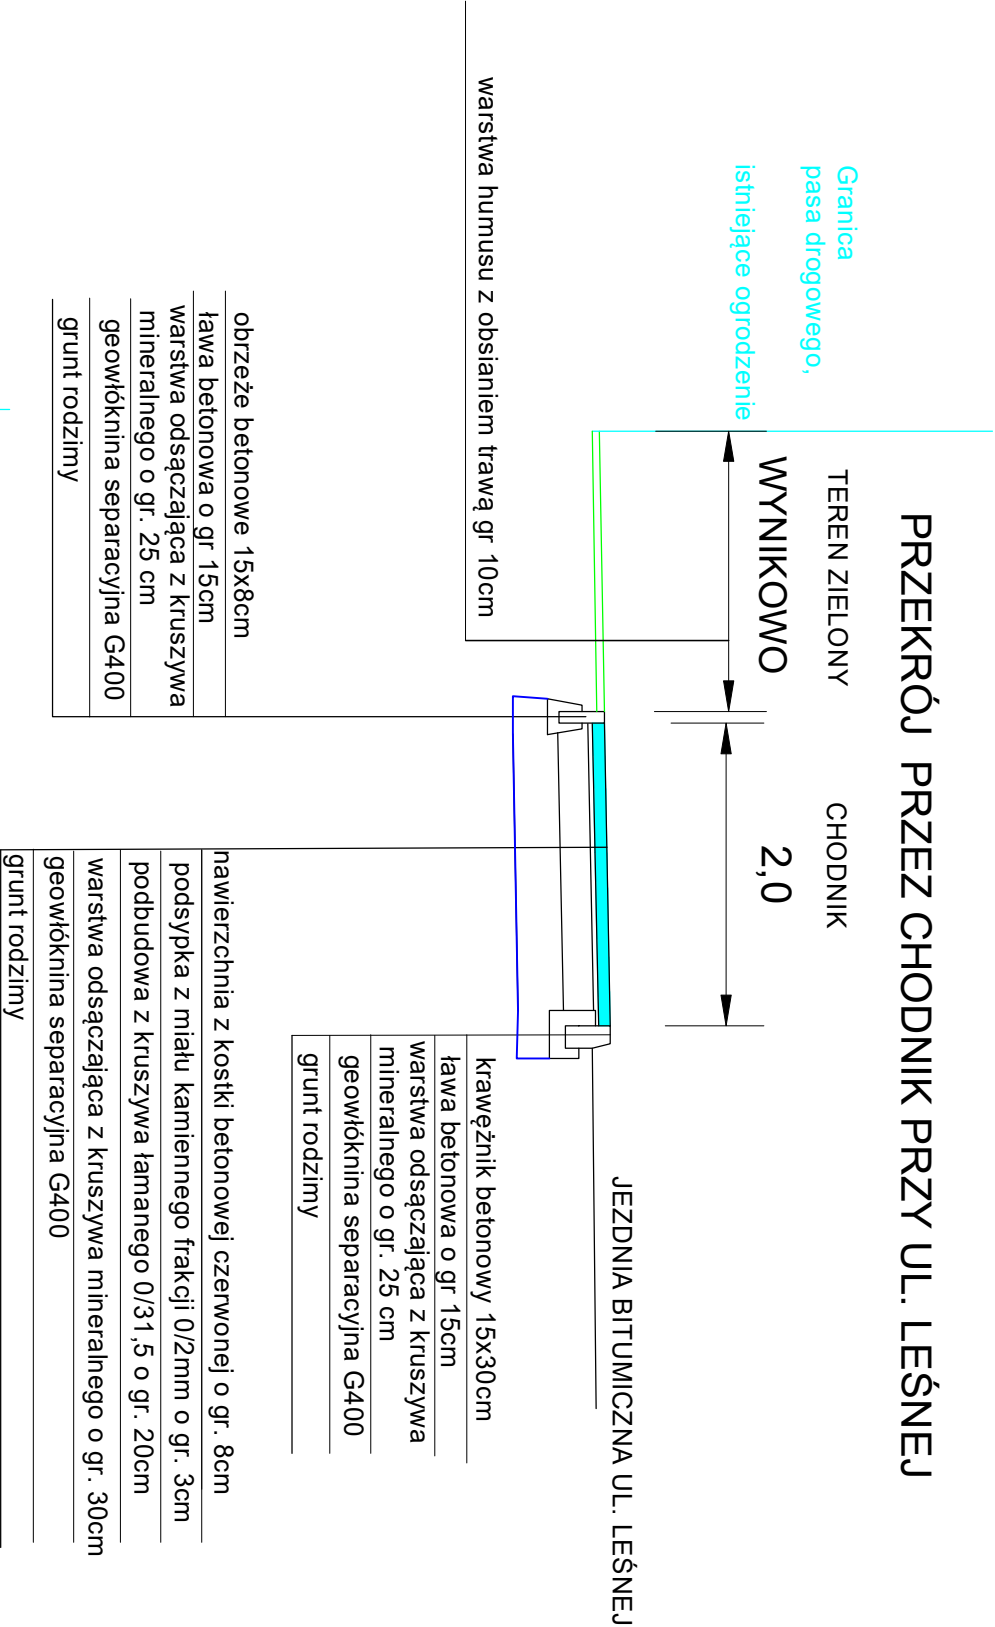 PRZEKRÓJ PRZEZ CHODNIK PRZY UL. LEŚNEJ
Granica
pasa drogowego,
istniejące ogrodzenie
TEREN ZIELONY
CHODNIK
WYNIKOWO
2,0
JEZDNIA BITUMICZNA UL. LEŚNEJ
warstwa humusu z obsianiem trawą gr 10cm
krawężnik betonowy 15x30cm
ława betonowa o gr 15cm
warstwa odsączająca z kruszywa
mineralnego o gr. 25 cm
geowłóknina separacyjna G400
grunt rodzimy
obrzeże betonowe 15x8cm
ława betonowa o gr 15cm
warstwa odsączająca z kruszywa
mineralnego o gr. 25 cm
geowłóknina separacyjna G400
grunt rodzimy
nawierzchnia z kostki betonowej czerwonej o gr. 8cm
podsypka z miału kamiennego frakcji 0/2mm o gr. 3cm
podbudowa z kruszywa łamanego 0/31,5 o gr. 20cm
warstwa odsączająca z kruszywa mineralnego o gr. 30cm
geowłóknina separacyjna G400
grunt rodzimy